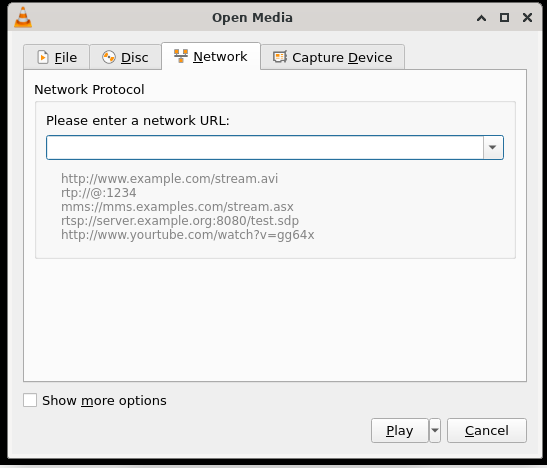 Open Media
File
Disc
Network
Capture Device
Network Protocol
Please enter a network URL:
http://www.example.com/stream.avi
rtp://@:1234
mms://mms.examples.com/stream.asx
rtsp://server.example.org:8080/test.sdp
http://www.yourtube.com/watch?v=gg64x
Show more options
Play
Cancel